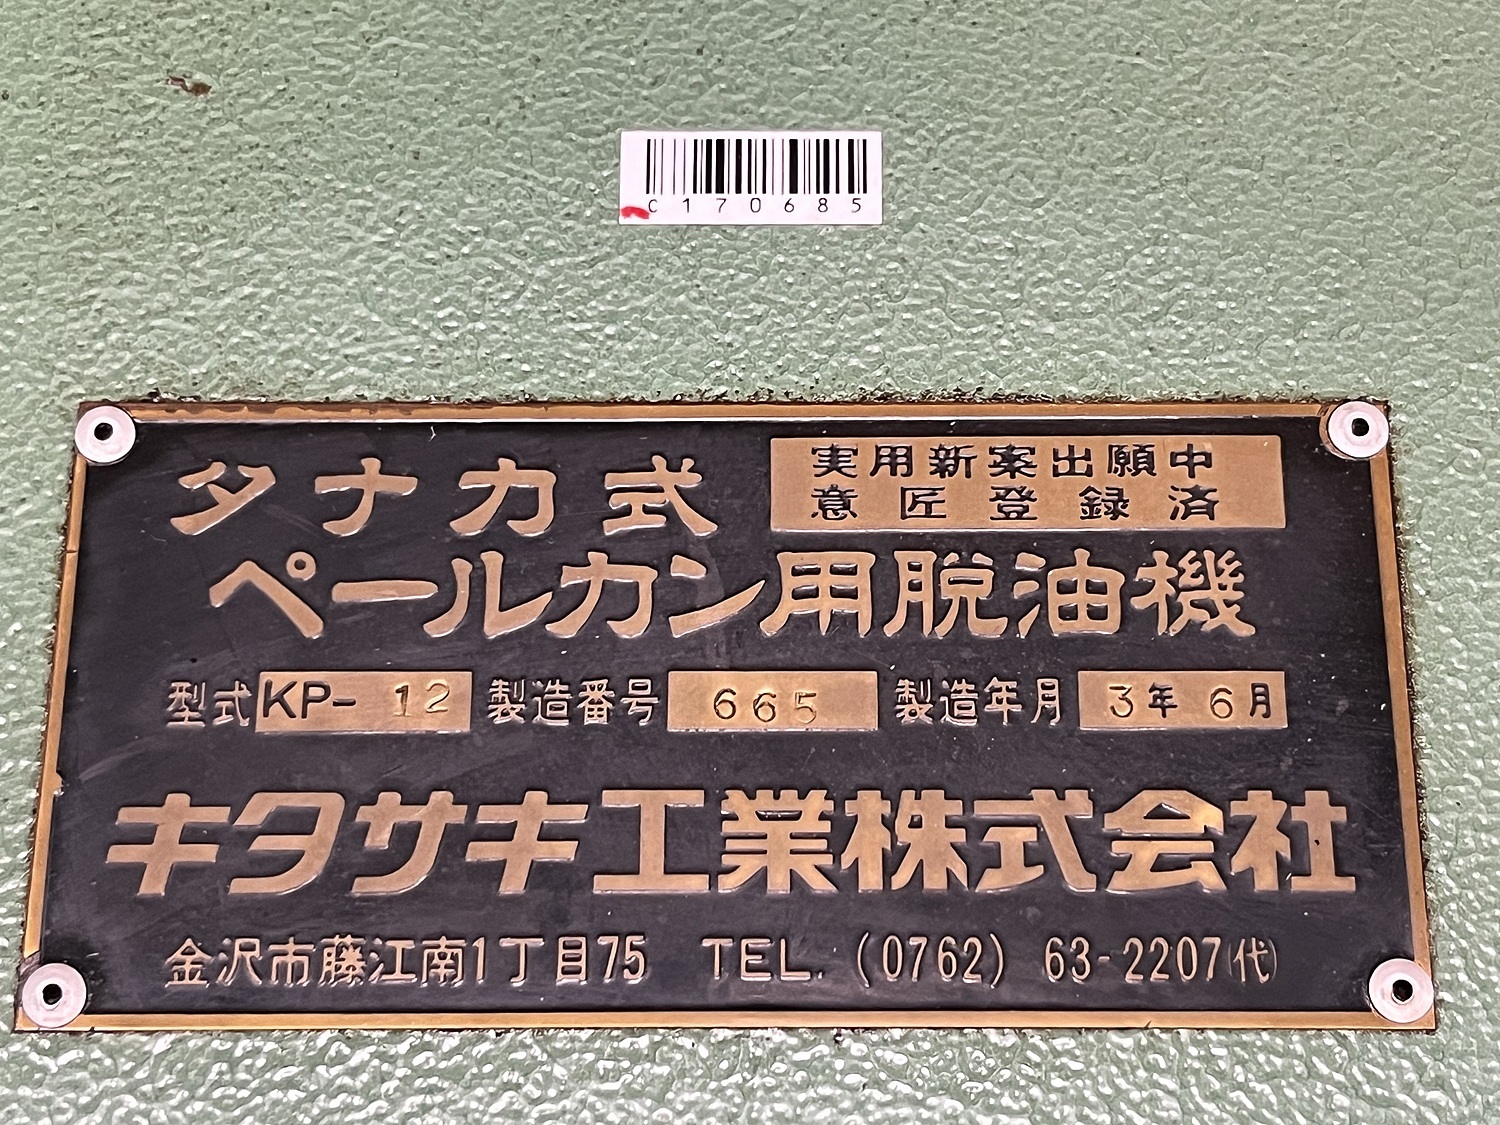 C170685
タナカ式
実用新案出願中
意匠登録済
ペールカン用脱油機
型式 KP- 12 製造番号 665 製造年月 3年 6月
キタサキ工業株式会社
金沢市藤江南1丁目75 TEL. (0762) 63-2207(代)